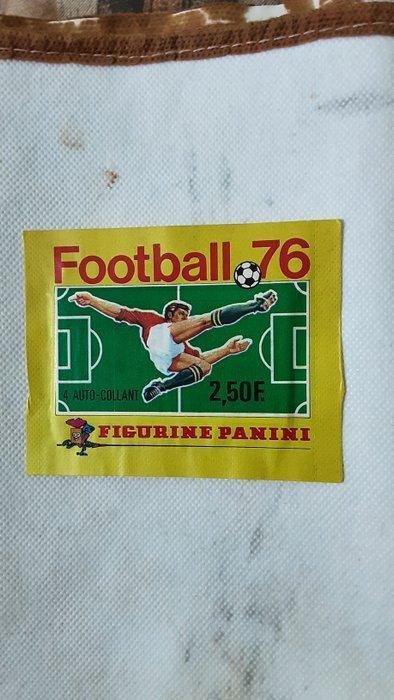 Football 76
4 AUTO-COLLANT 2,50F.
FIGURINE PANINI